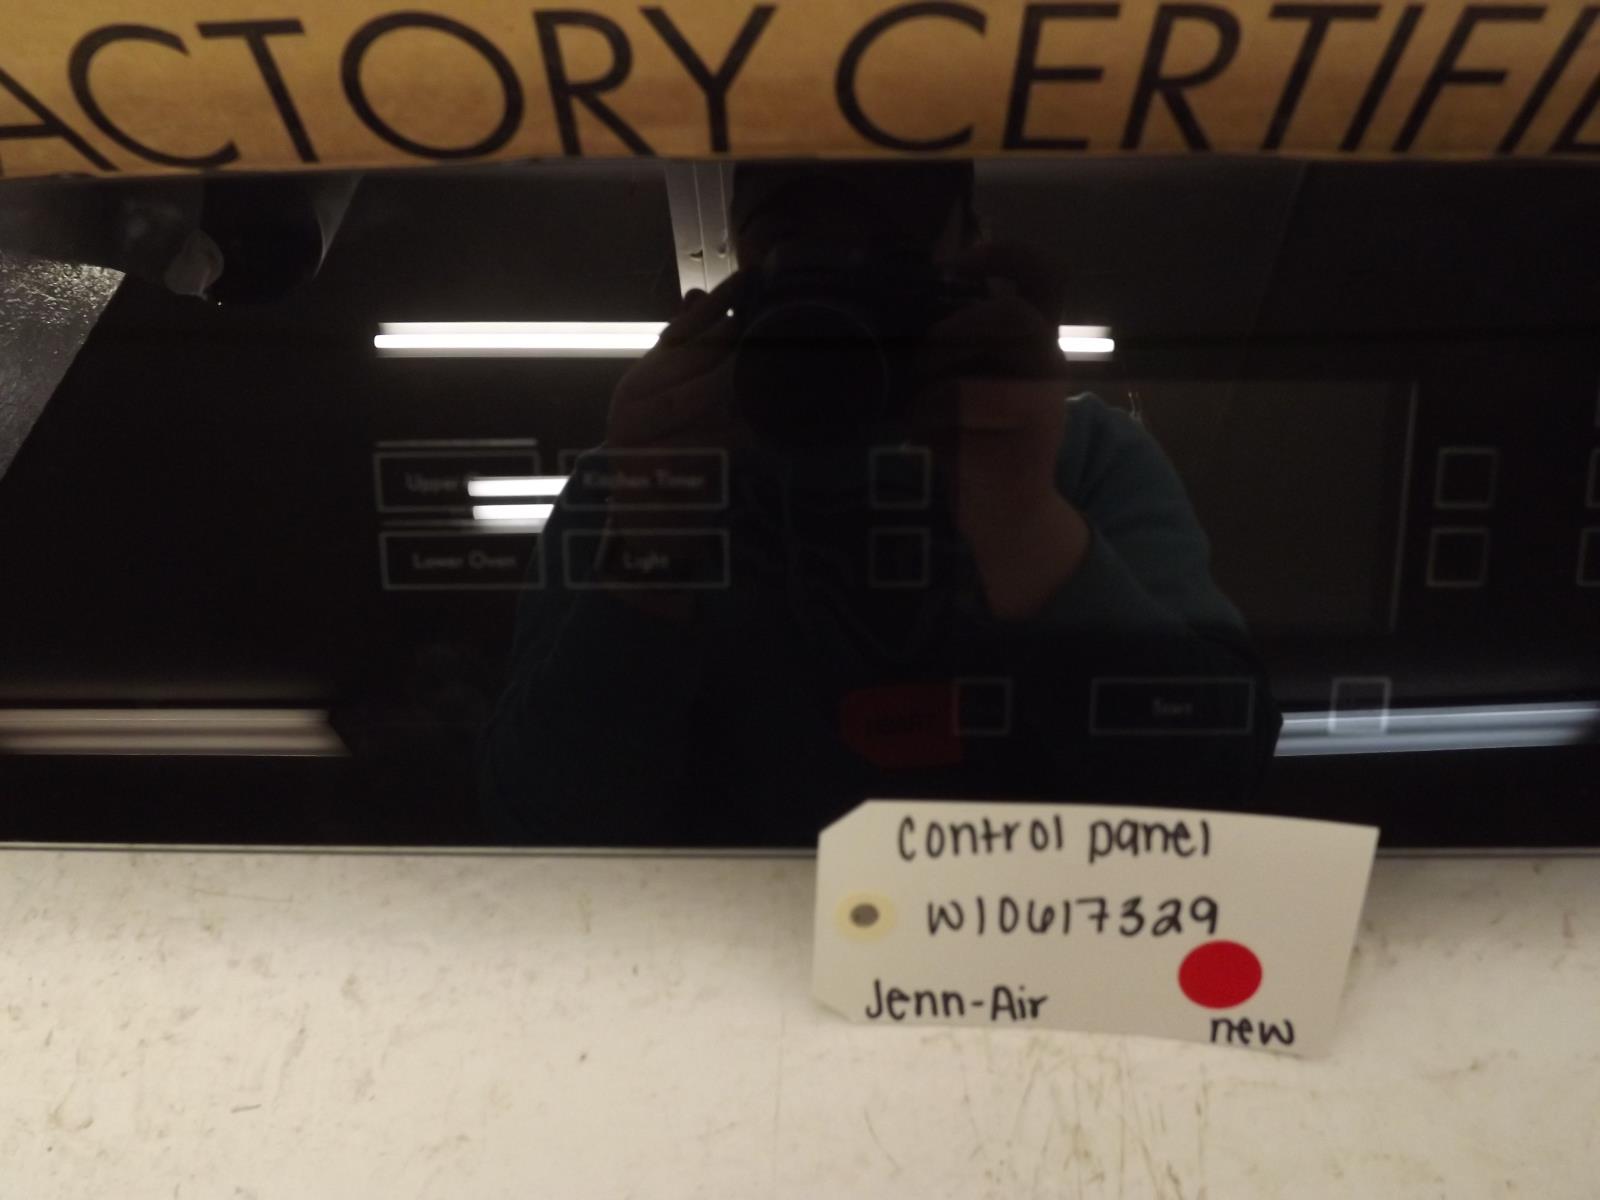 ACTORY CERTIFI
Upper
Kitchen Timer
Lower Oven
Light
Start
control panel
W10617329
Jenn-Air
new